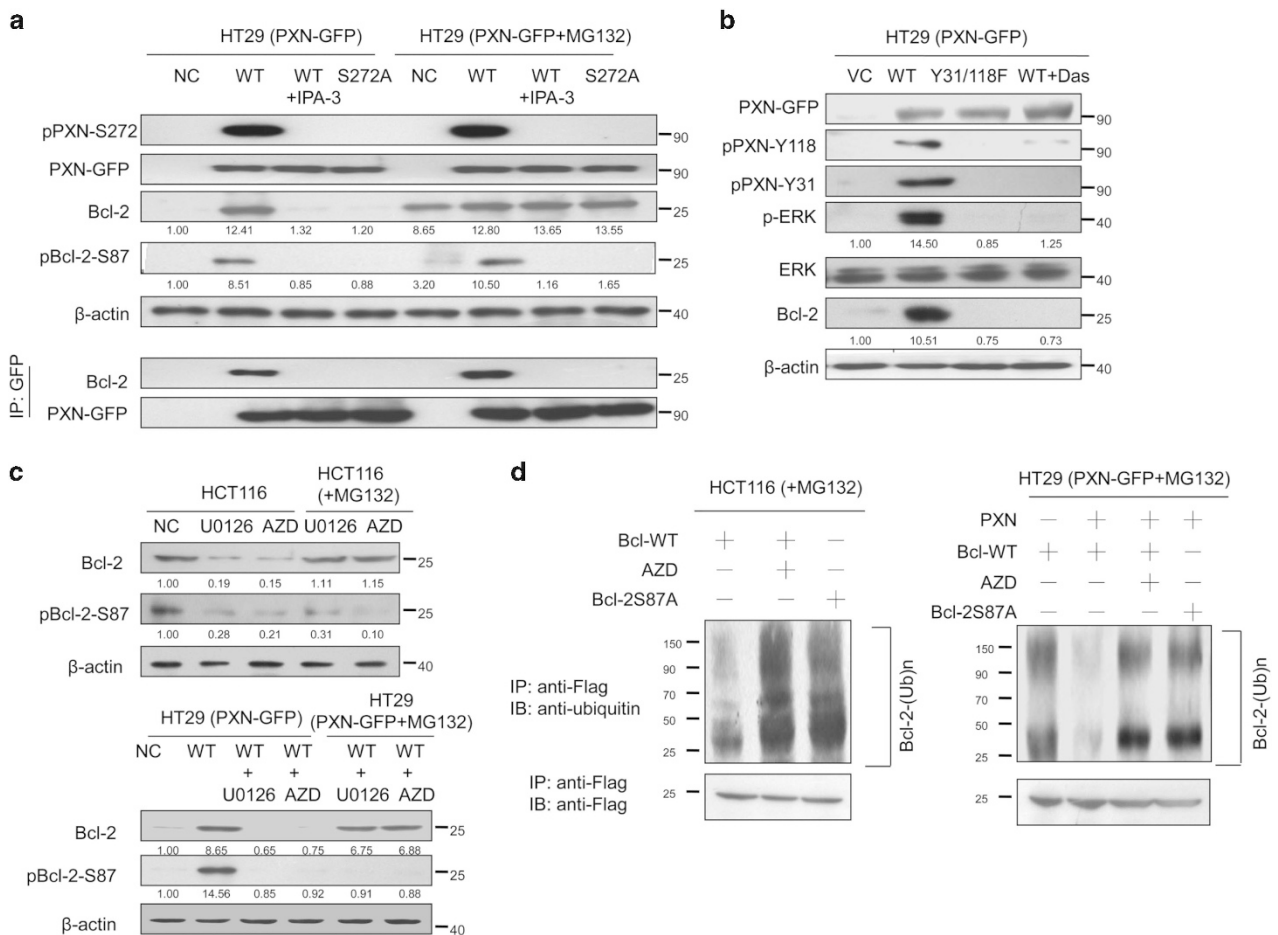 a
HT29 (PXN-GFP) HT29 (PXN-GFP+MG132)
NC WT WT S272A NC WT WT S272A
+IPA-3 +IPA-3
pPXN-S272 90
PXN-GFP 90
Bcl-2 25
1.00 12.41 1.32 1.20 8.65 12.80 13.65 13.55
pBcl-2-S87 25
1.00 8.51 0.85 0.88 3.20 10.50 1.16 1.65
β-actin 40
IP: GFP
Bcl-2 25
PXN-GFP 90
b
HT29 (PXN-GFP)
VC WT Y31/118F WT+Das
PXN-GFP 90
pPXN-Y118 90
pPXN-Y31 90
p-ERK 40
1.00 14.50 0.85 1.25
ERK 40
Bcl-2 25
1.00 10.51 0.75 0.73
β-actin 40
c
HCT116 HCT116
(+MG132)
NC U0126 AZD U0126 AZD
Bcl-2 25
1.00 0.19 0.15 1.11 1.15
pBcl-2-S87 25
1.00 0.28 0.21 0.31 0.10
β-actin 40
HT29 (PXN-GFP) HT29
(PXN-GFP+MG132)
NC WT WT WT WT WT
+ + + +
U0126 AZD U0126 AZD
Bcl-2 25
1.00 8.65 0.65 0.75 6.75 6.88
pBcl-2-S87 25
1.00 14.56 0.85 0.92 0.91 0.88
β-actin 40
d
HCT116 (+MG132)
Bcl-WT + + −
AZD − + −
Bcl-2S87A − − +
IP: anti-Flag
IB: anti-ubiquitin
150
90
70
50
25
Bcl-2-(Ub)n
IP: anti-Flag
IB: anti-Flag
25
HT29 (PXN-GFP+MG132)
PXN − + + +
Bcl-WT + + + −
AZD − − + −
Bcl-2S87A − − − +
150
90
70
50
25
Bcl-2-(Ub)n
25